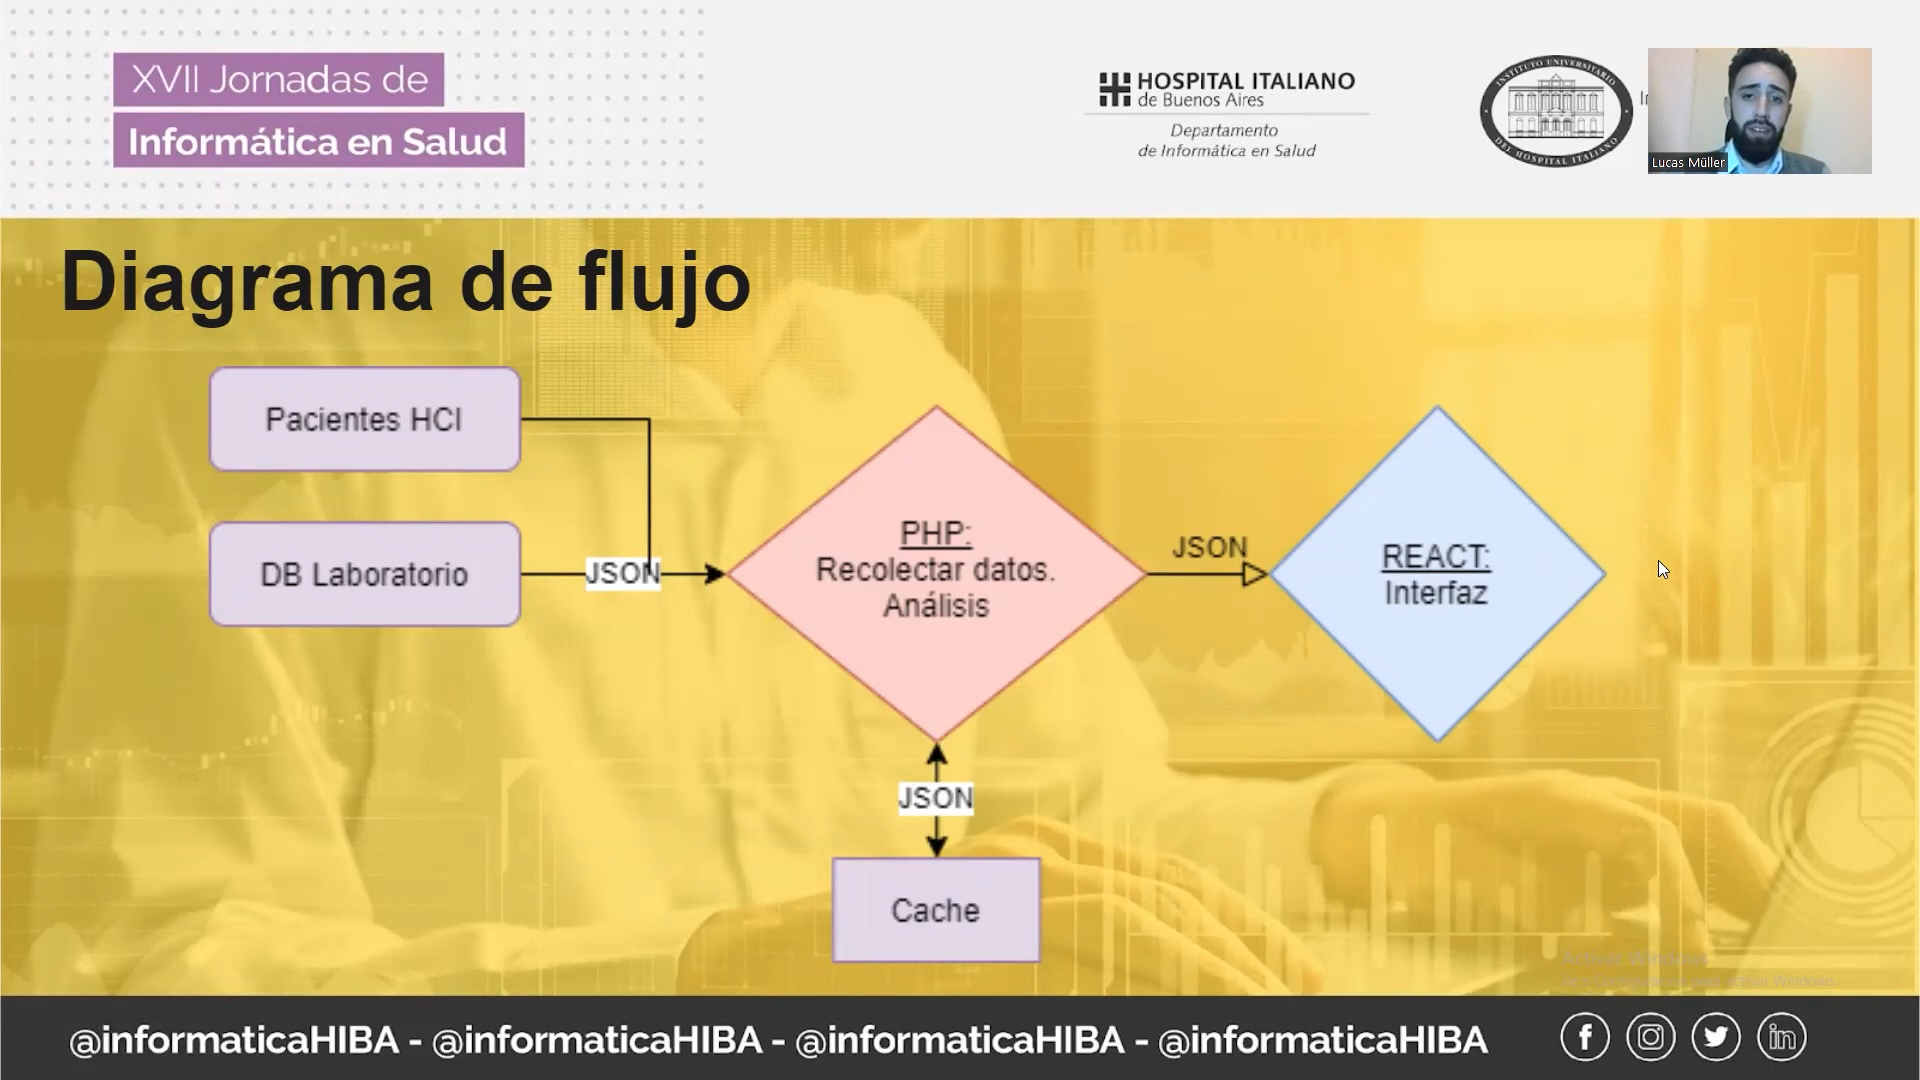 XVII Jornadas de
Informática en Salud
HOSPITAL ITALIANO
de Buenos Aires
Departamento
de Informática en Salud
INSTITUTO UNIVERSITARIO
DEL HOSPITAL ITALIANO
Lucas Müller
Diagrama de flujo
Pacientes HCI
DB Laboratorio
JSON
PHP:
Recolectar datos.
Análisis
JSON
REACT:
Interfaz
JSON
Cache
Activar Windows
@informaticaHIBA - @informaticaHIBA - @informaticaHIBA - @informaticaHIBA